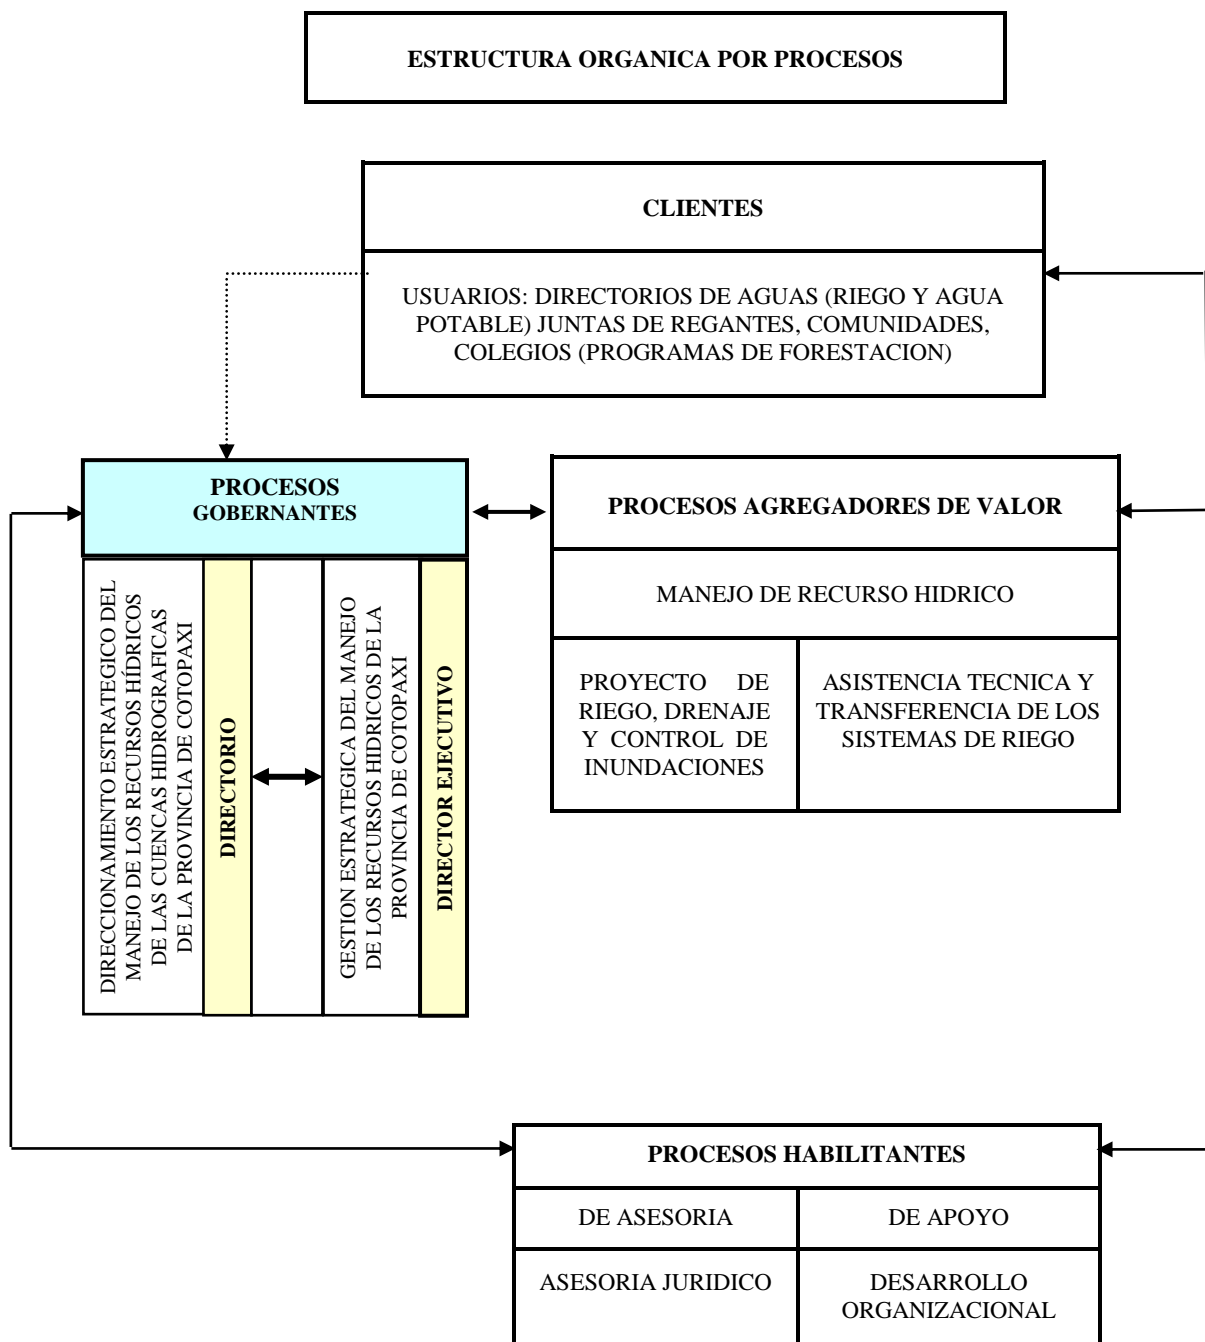 ESTRUCTURA ORGANICA POR PROCESOS
CLIENTES
USUARIOS: DIRECTORIOS DE AGUAS (RIEGO Y AGUA
POTABLE) JUNTAS DE REGANTES, COMUNIDADES,
COLEGIOS (PROGRAMAS DE FORESTACION)
PROCESOS
GOBERNANTES
DIRECCIONAMIENTO ESTRATEGICO DEL
MANEJO DE LOS RECURSOS HÍDRICOS
DE LAS CUENCAS HIDROGRAFICAS
DE LA PROVINCIA DE COTOPAXI
DIRECTORIO
GESTION ESTRATEGICA DEL MANEJO
DE LOS RECURSOS HIDRICOS DE LA
PROVINCIA DE COTOPAXI
DIRECTOR EJECUTIVO
PROCESOS AGREGADORES DE VALOR
MANEJO DE RECURSO HIDRICO
PROYECTO DE
RIEGO, DRENAJE
Y CONTROL DE
INUNDACIONES
ASISTENCIA TECNICA Y
TRANSFERENCIA DE LOS
SISTEMAS DE RIEGO
PROCESOS HABILITANTES
DE ASESORIA
DE APOYO
ASESORIA JURIDICO
DESARROLLO
ORGANIZACIONAL